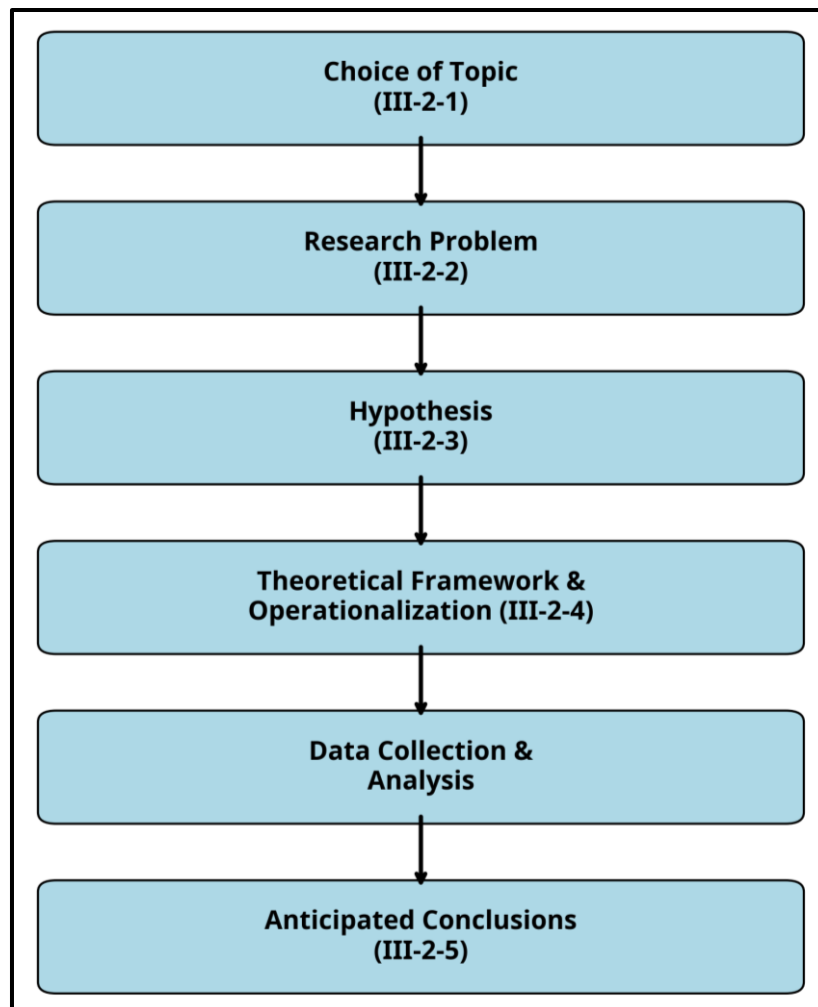 Choice of Topic
(III-2-1)
Research Problem
(III-2-2)
Hypothesis
(III-2-3)
Theoretical Framework &
Operationalization (III-2-4)
Data Collection &
Analysis
Anticipated Conclusions
(III-2-5)